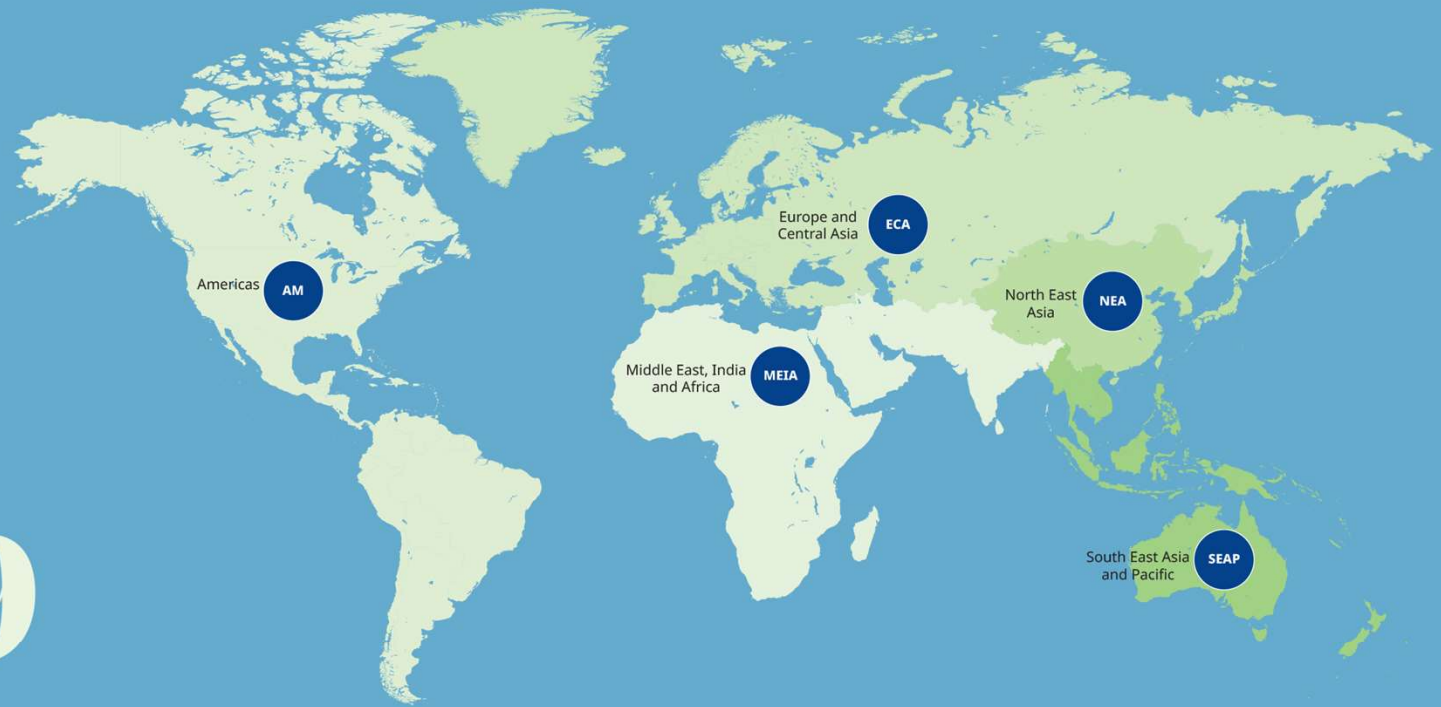 Europe and
Central Asia
ECA
Americas
AM
North East
Asia
NEA
Middle East, India
and Africa
MEIA
South East Asia
and Pacific
SEAP